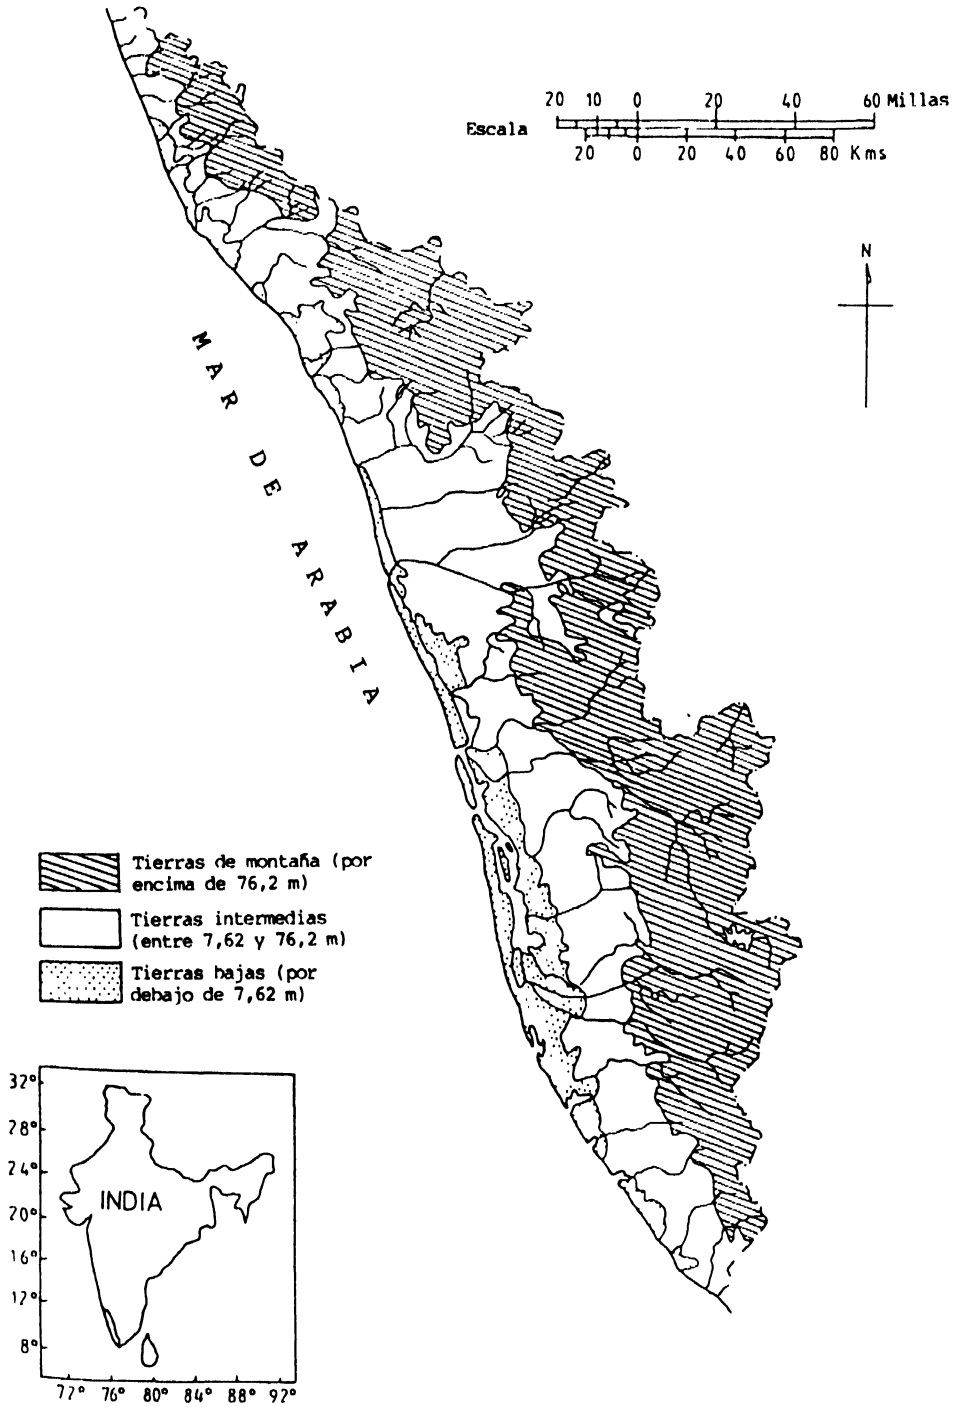 20 10 0 20 40 60 Millas
Escala
20 0 20 40 60 80 Kms
N
MAR DE ARABIA
Tierras de montaña (por
encima de 76,2 m)
Tierras intermedias
(entre 7,62 y 76,2 m)
Tierras bajas (por
debajo de 7,62 m)
32°
28°
24°
20°
16°
12°
8°
INDIA
72° 76° 80° 84° 88° 92°